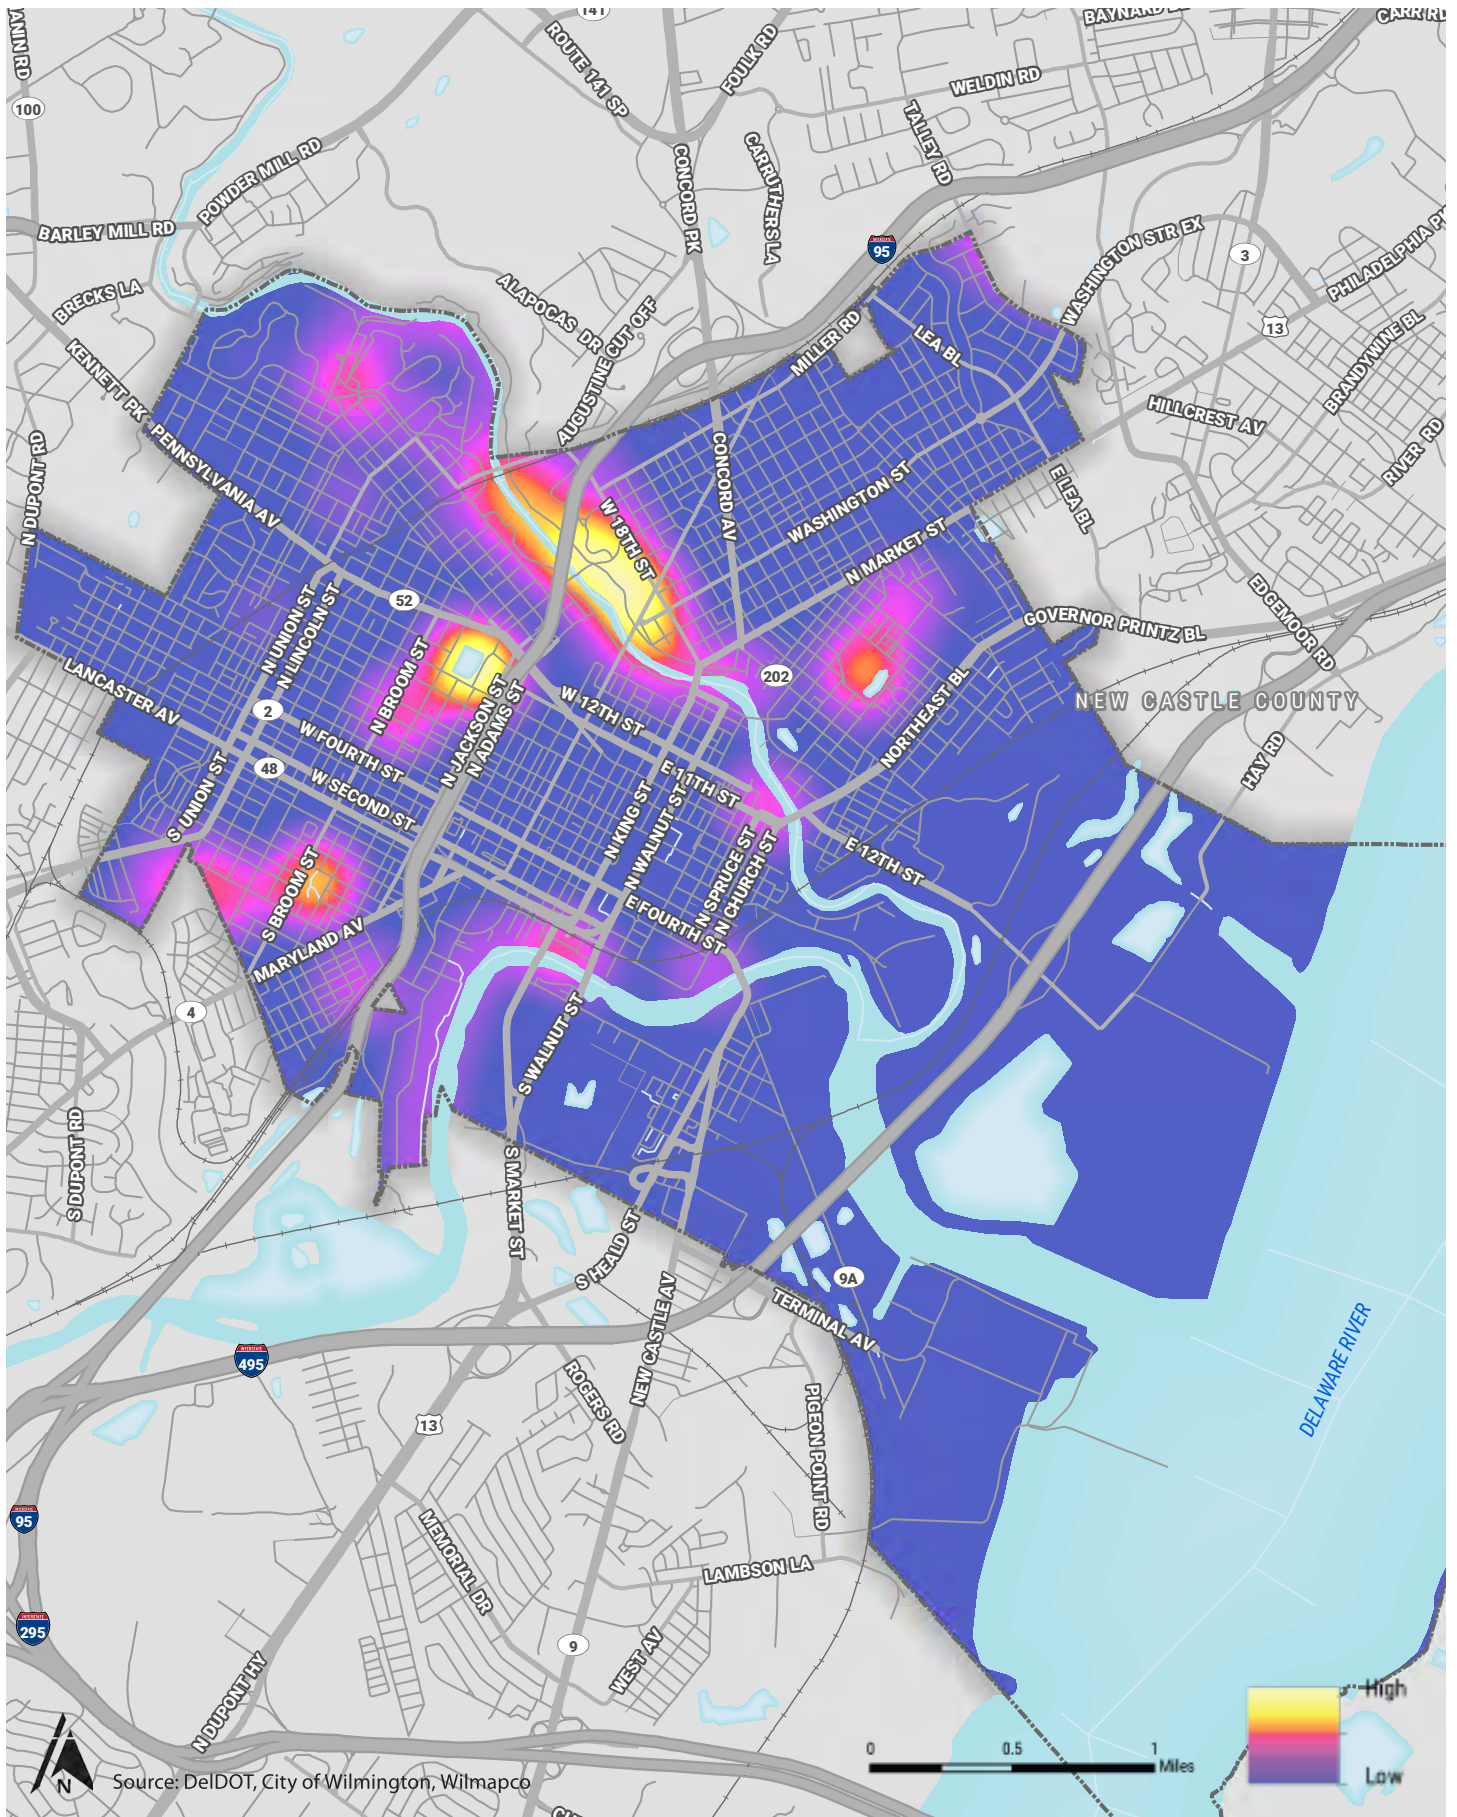 141
BAYNARD BL
CARR RD
ANN RD
ROUTE 141 SP
FOULK RD
WELDIN RD
100
TALLEY RD
POWDER MILL RD
CONCORD PK
CARRUTHERS LA
BARLEY MILL RD
INTERSTATE
95
WASHINGTON STR EX
3
PHILADELPHIA PK
BRECKS LA
ALAPOCAS DR
AUGUSTINE CUT OFF
MILLER RD
LEA BL
13
BRANDYWINE BL
KENNETT PK
HILLCREST AV
PENNSYLVANIA AV
N DUPONT RD
CONCORD AV
WASHINGTON ST
E LEA BL
RIVER RD
W 18TH ST
N MARKET ST
52
N UNION ST
N LINCOLN ST
EDGEMOOR RD
GOVERNOR PRINTZ BL
LANCASTER AV
N BROOM ST
202
NEW CASTLE COUNTY
2
W 12TH ST
N JACKSON ST
N ADAMS ST
NORTHEAST BL
W FOURTH ST
48
W SECOND ST
E 11TH ST
HAY RD
S UNION ST
N KING ST
N WALNUT ST
N SPRUCE ST
N CHURCH ST
E 12TH ST
S BROOM ST
E FOURTH ST
MARYLAND AV
4
S WALNUT ST
S DUPONT RD
S MARKET ST
S HEALD ST
9A
TERMINAL AV
NEW CASTLE AV
INTERSTATE
495
DELAWARE RIVER
ROGERS RD
13
PIGEON POINT RD
INTERSTATE
95
MEMORIAL DR
LAMBSON LA
INTERSTATE
295
9
WEST AV
N DUPONT HY
High
Low
0
0.5
1
Miles
N
Source: DelDOT, City of Wilmington, Wilmapco